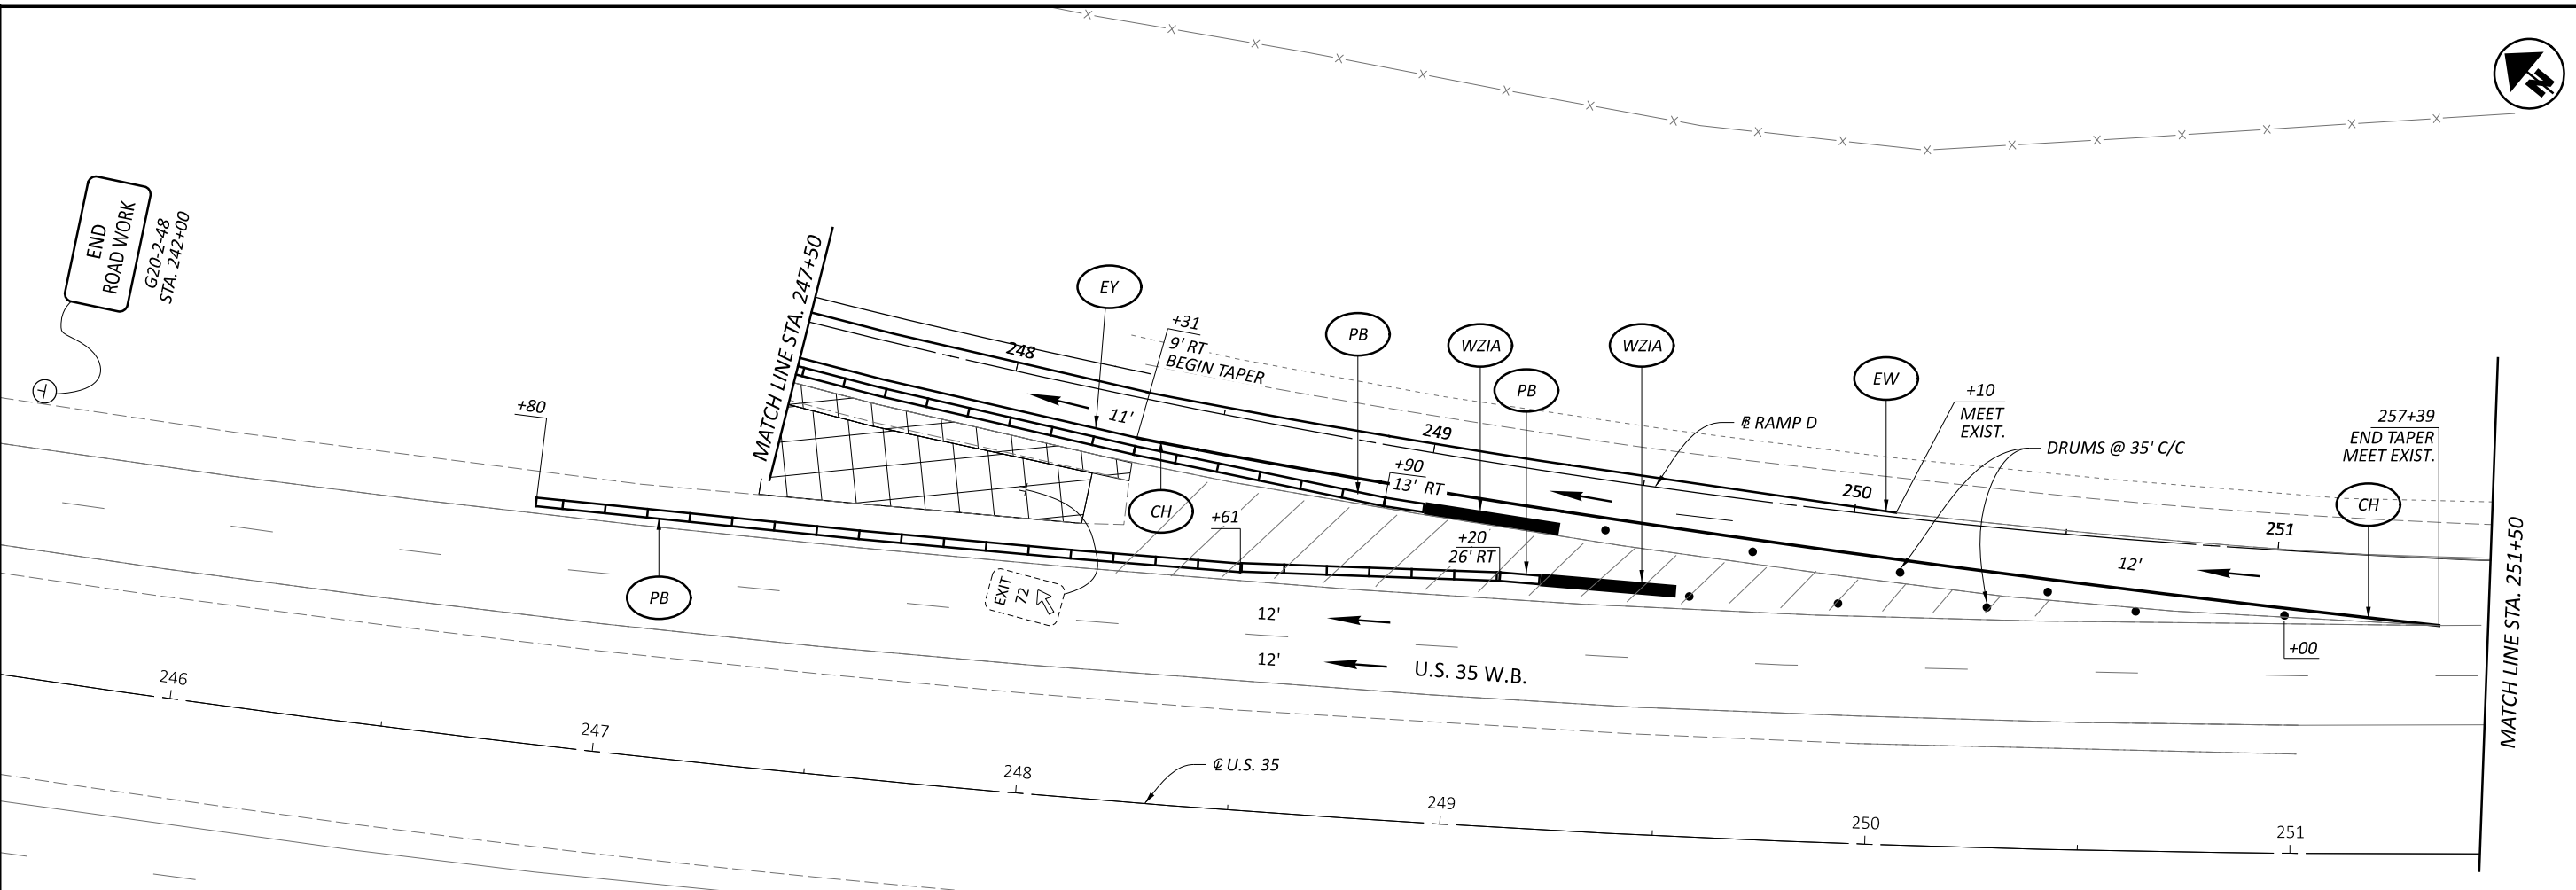 N
END
ROAD WORK
G20-2-48
STA. 242+00
MATCH LINE STA. 247+50
+80
EY
248
+31
9' RT
BEGIN TAPER
11'
PB
WZIA
PB
WZIA
EW
249
+90
13' RT
CH
+61
+20
26' RT
℄ RAMP D
250
+10
MEET
EXIST.
DRUMS @ 35' C/C
257+39
END TAPER
MEET EXIST.
CH
251
12'
+00
MATCH LINE STA. 251+50
PB
EXIT
72
12'
12'
U.S. 35 W.B.
246
247
248
℄ U.S. 35
249
250
251